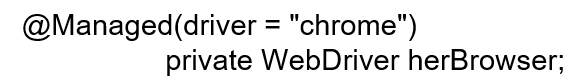 @Managed(driver = "chrome")
private WebDriver herBrowser;